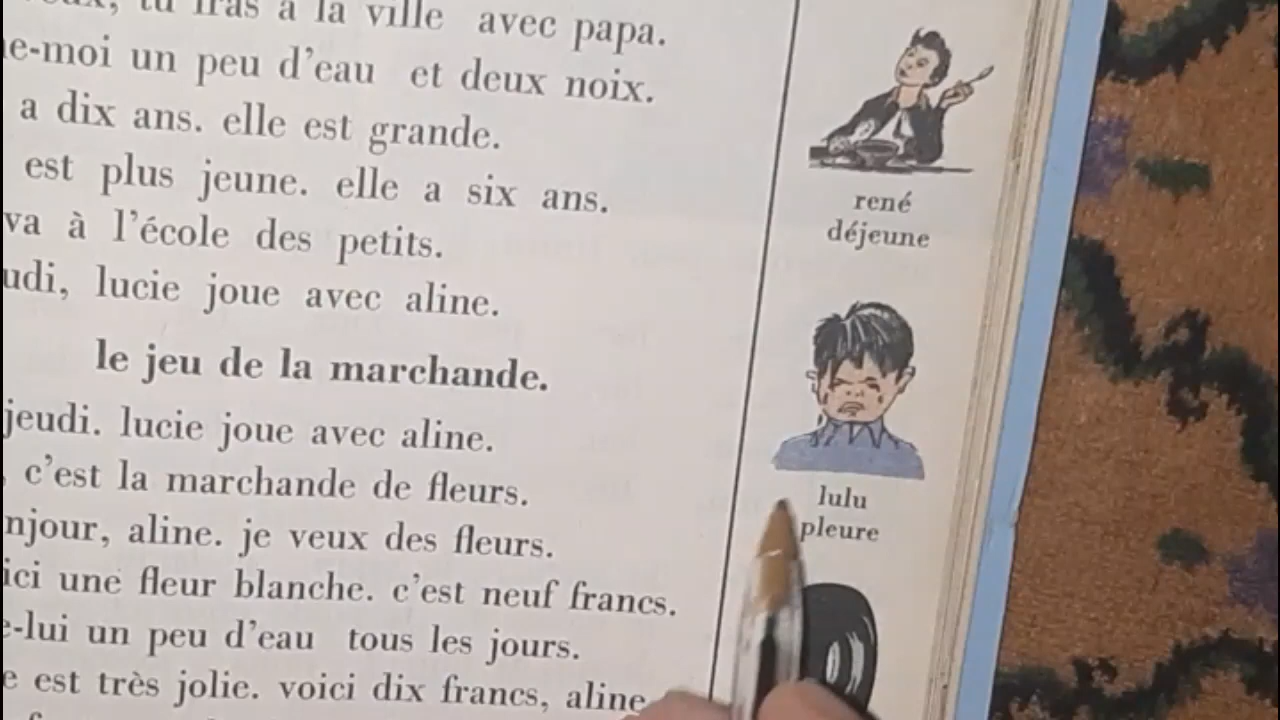 tu iras à la ville avec papa.
e-moi un peu d'eau et deux noix.
a dix ans. elle est grande.
est plus jeune. elle a six ans.
va à l'école des petits.
udi, lucie joue avec aline.
le jeu de la marchande.
jeudi. lucie joue avec aline.
c'est la marchande de fleurs.
njour, aline. je veux des fleurs.
ici une fleur blanche. c'est neuf francs.
e-lui un peu d'eau tous les jours.
e est très jolie. voici dix francs, aline
rené
déjeune
lulu
pleure